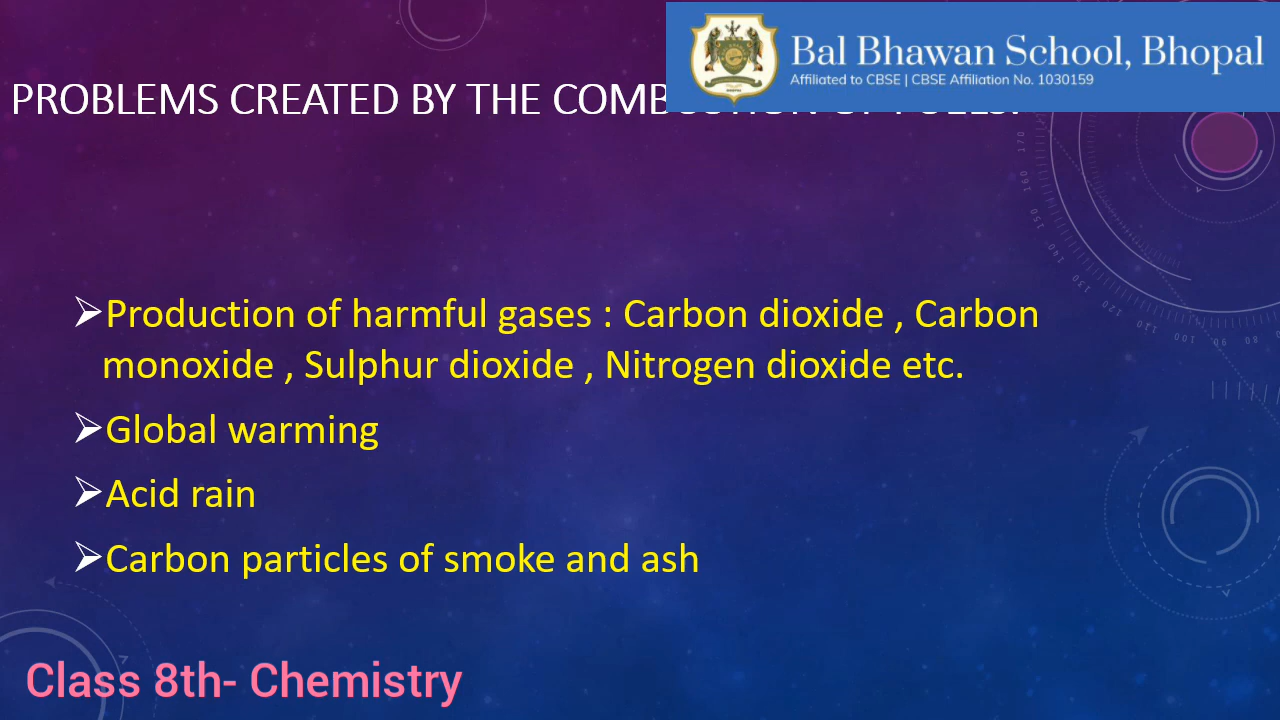 Bal Bhawan School, Bhopal
Affiliated to CBSE | CBSE Affiliation No. 1030159
PROBLEMS CREATED BY THE
➢Production of harmful gases : Carbon dioxide , Carbon
monoxide , Sulphur dioxide , Nitrogen dioxide etc.
➢Global warming
➢Acid rain
➢Carbon particles of smoke and ash
Class 8th- Chemistry